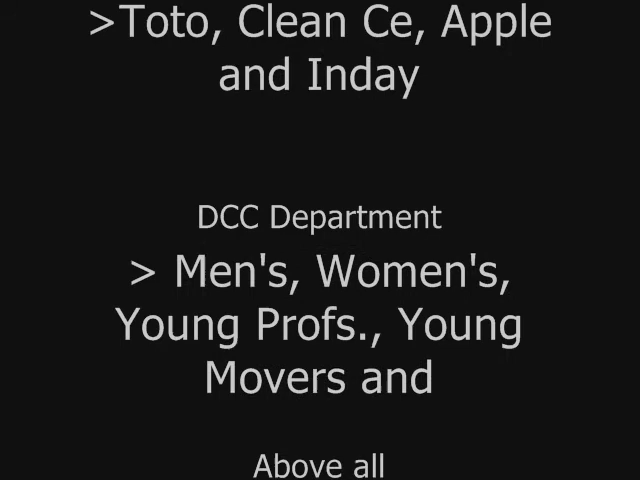 >Toto, Clean Ce, Apple
and Inday
DCC Department
> Men's, Women's,
Young Profs., Young
Movers and
Above all